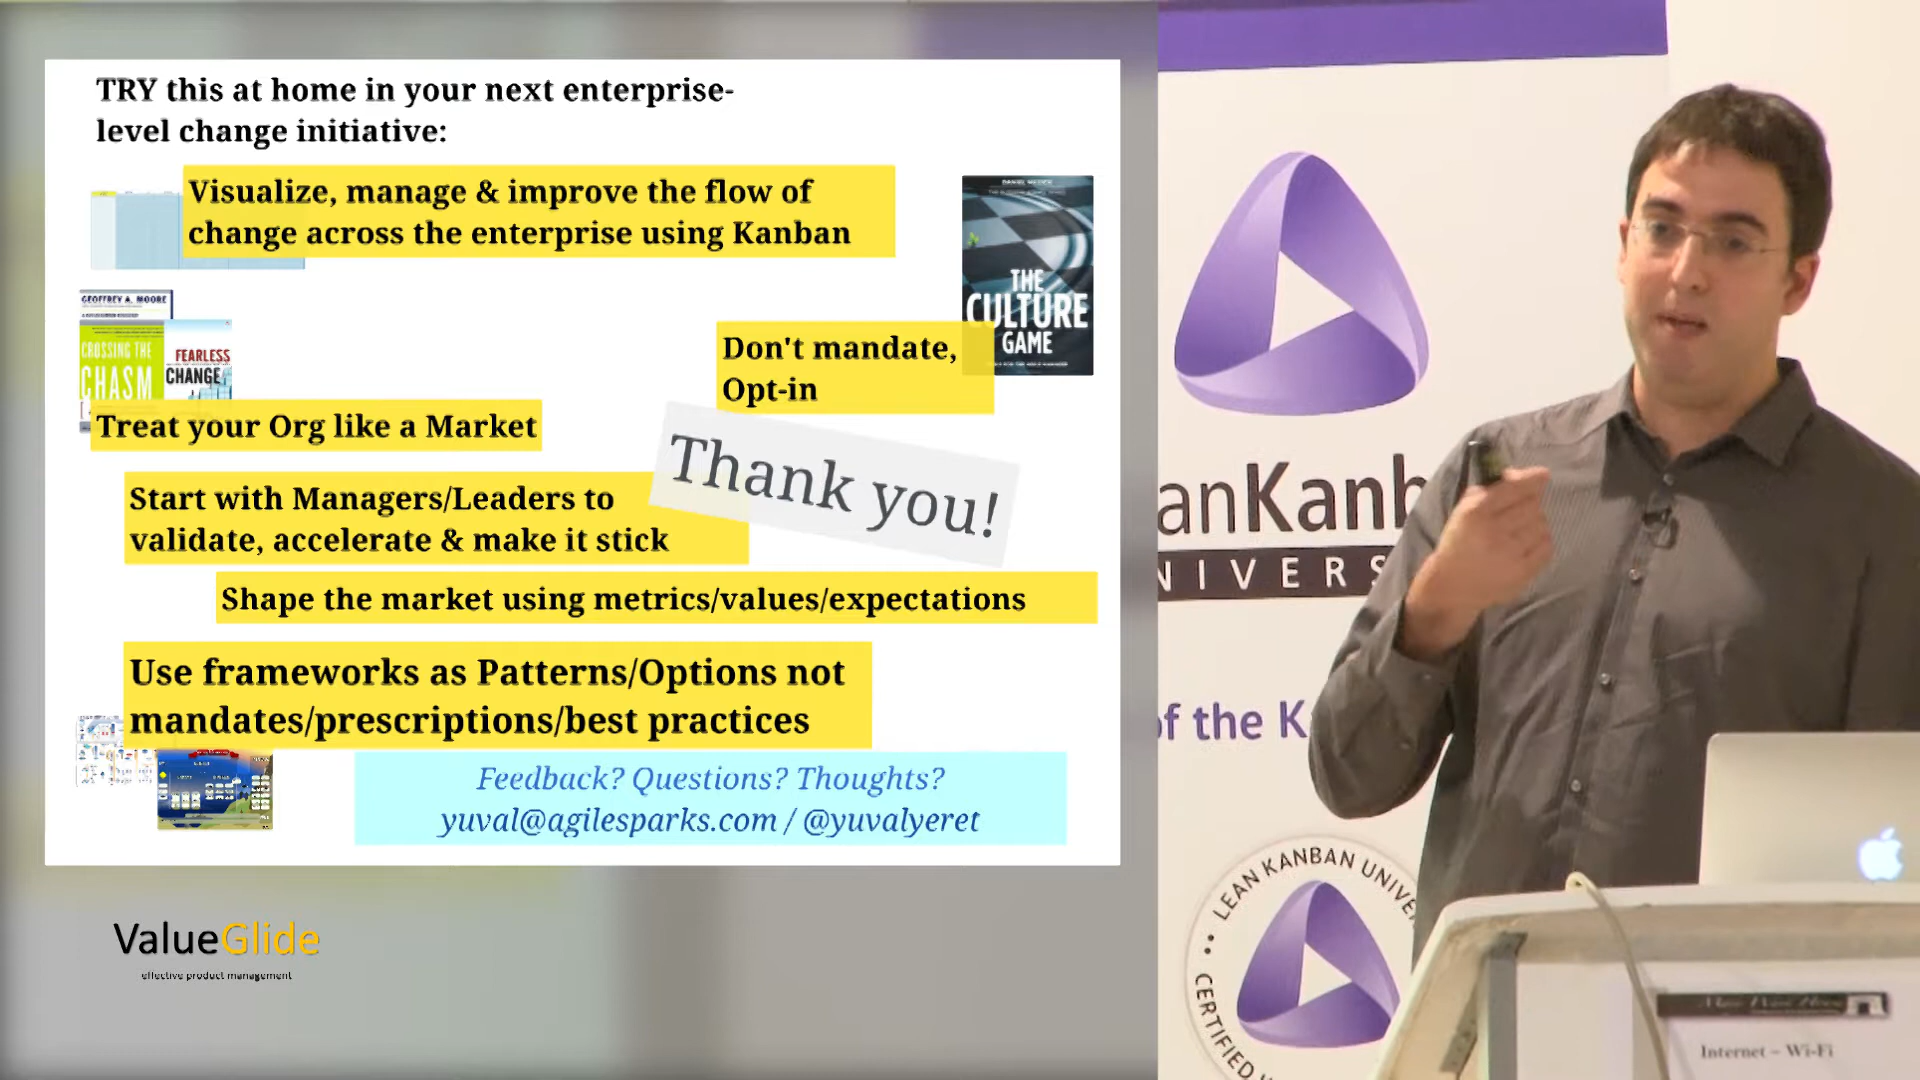 TRY this at home in your next enterprise-
level change initiative:
Visualize, manage & improve the flow of
change across the enterprise using Kanban
GEOFFREY A. MOORE
CROSSING THE
CHASM
FEARLESS
CHANGE
THE
CULTURE
GAME
Don't mandate,
Opt-in
Treat your Org like a Market
Thank you!
Start with Managers/Leaders to
validate, accelerate & make it stick
Shape the market using metrics/values/expectations
Use frameworks as Patterns/Options not
mandates/prescriptions/best practices
Feedback? Questions? Thoughts?
yuval@agilesparks.com / @yuvalyeret
ValueGlide
effective product management
anKanb
NIVERS
of the K
LEAN KANBAN UNIVE
CERTIFIED
Internet – Wi-Fi